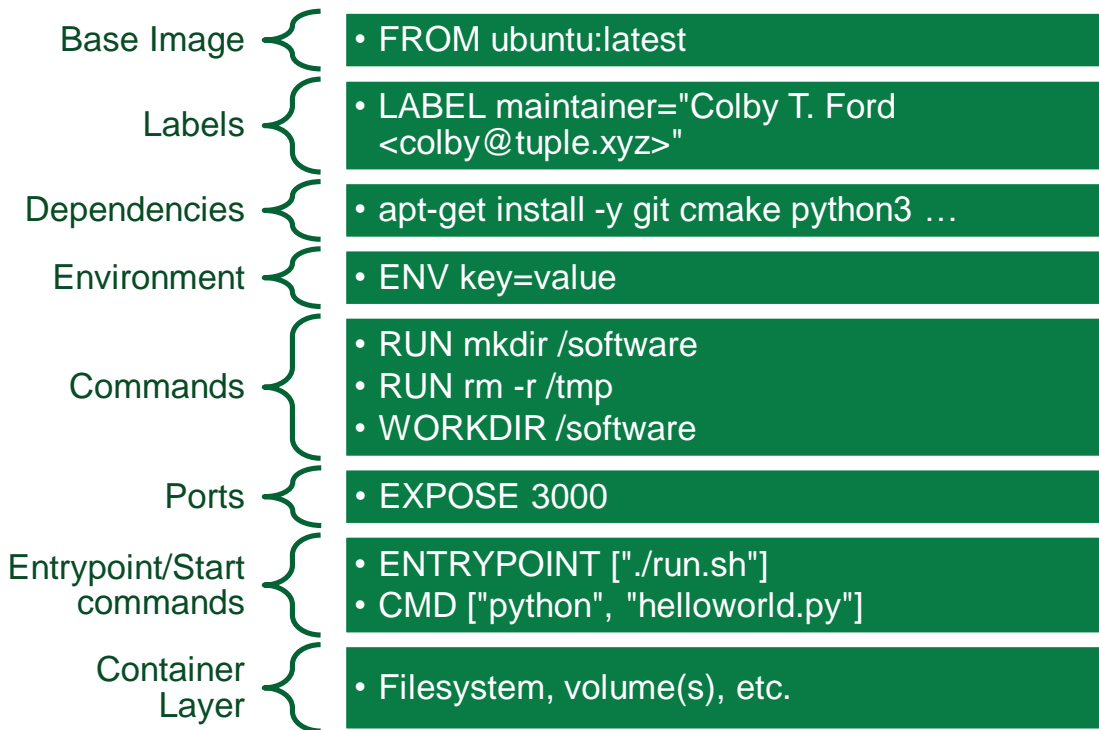 Base Image
• FROM ubuntu:latest
Labels
• LABEL maintainer="Colby T. Ford
<colby@tuple.xyz>"
Dependencies
• apt-get install -y git cmake python3 …
Environment
• ENV key=value
Commands
• RUN mkdir /software
• RUN rm -r /tmp
• WORKDIR /software
Ports
• EXPOSE 3000
Entrypoint/Start
commands
• ENTRYPOINT ["./run.sh"]
• CMD ["python", "helloworld.py"]
Container
Layer
• Filesystem, volume(s), etc.